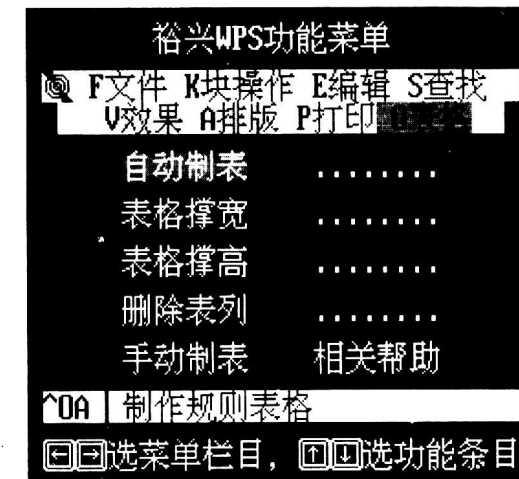 裕兴WPS功能菜单
F文件 K块操作 E编辑 S查找
V效果 A排版 P打印
自动制表 ........
表格撑宽 ........
表格撑高 ........
删除表列 ........
手动制表 相关帮助
^OA 制作规则表格
←→选菜单栏目，↑↓选功能条目